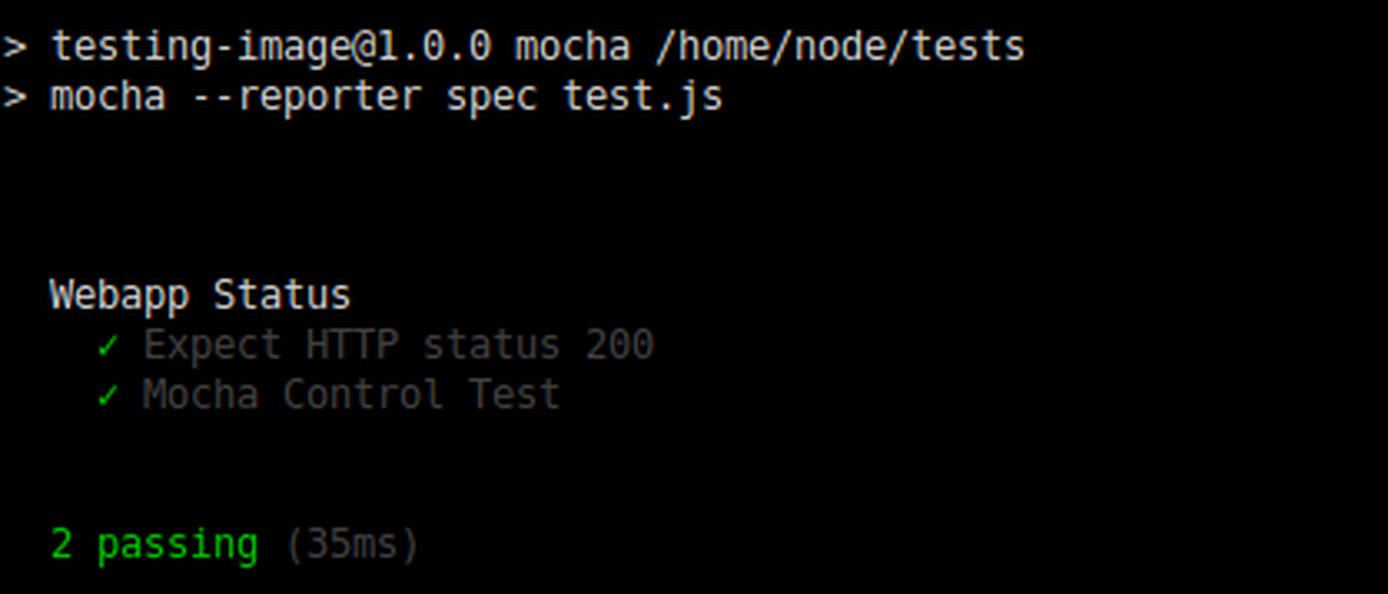 > testing-image@1.0.0 mocha /home/node/tests
> mocha --reporter spec test.js
Webapp Status
✓ Expect HTTP status 200
✓ Mocha Control Test
2 passing (35ms)